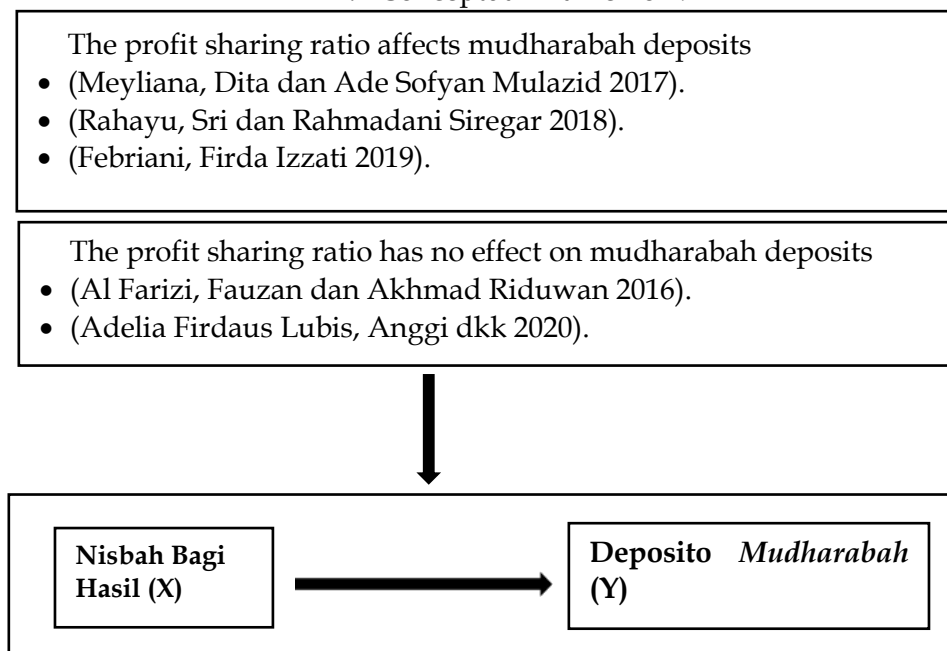 The profit sharing ratio affects mudharabah deposits
• (Meyliana, Dita dan Ade Sofyan Mulazid 2017).
• (Rahayu, Sri dan Rahmadani Siregar 2018).
• (Febriani, Firda Izzati 2019).
The profit sharing ratio has no effect on mudharabah deposits
• (Al Farizi, Fauzan dan Akhmad Riduwan 2016).
• (Adelia Firdaus Lubis, Anggi dkk 2020).
Nisbah Bagi
Hasil (X)
Deposito Mudharabah
(Y)